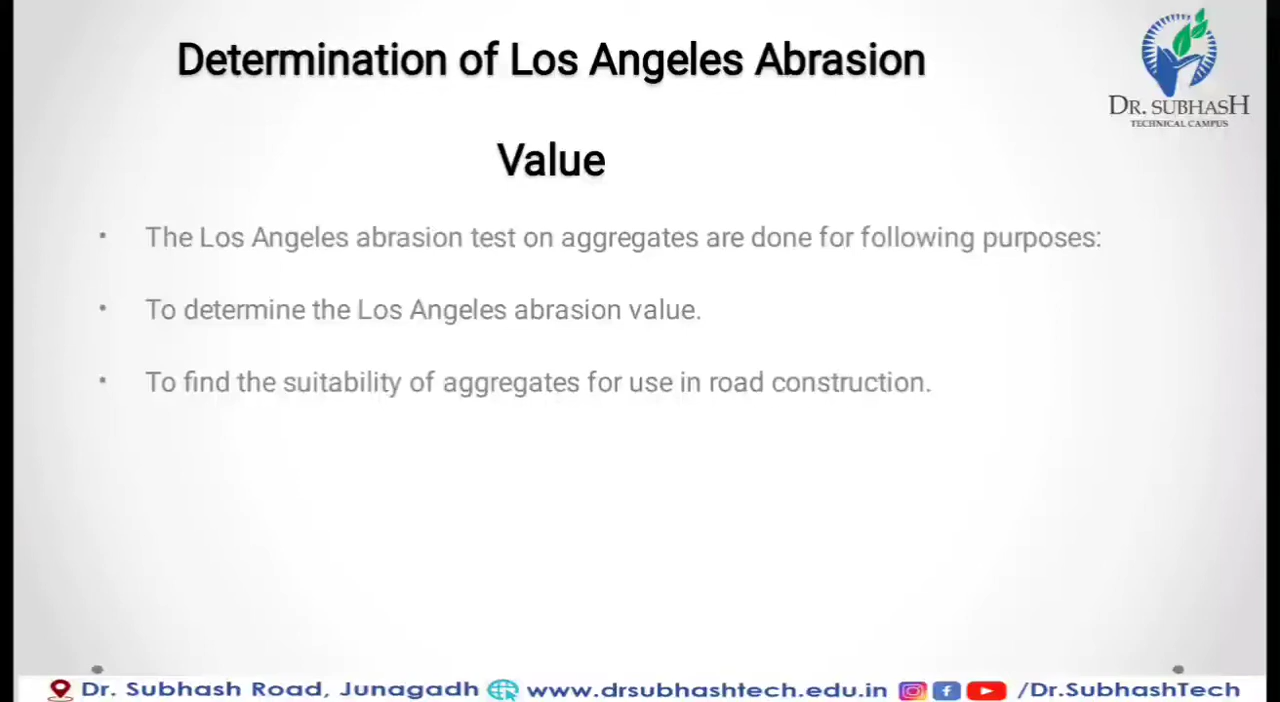 Determination of Los Angeles Abrasion
Value
DR. SUBHASH
TECHNICAL CAMPUS
• The Los Angeles abrasion test on aggregates are done for following purposes:
• To determine the Los Angeles abrasion value.
• To find the suitability of aggregates for use in road construction.
Dr. Subhash Road, Junagadh www.drsubhashtech.edu.in /Dr.SubhashTech